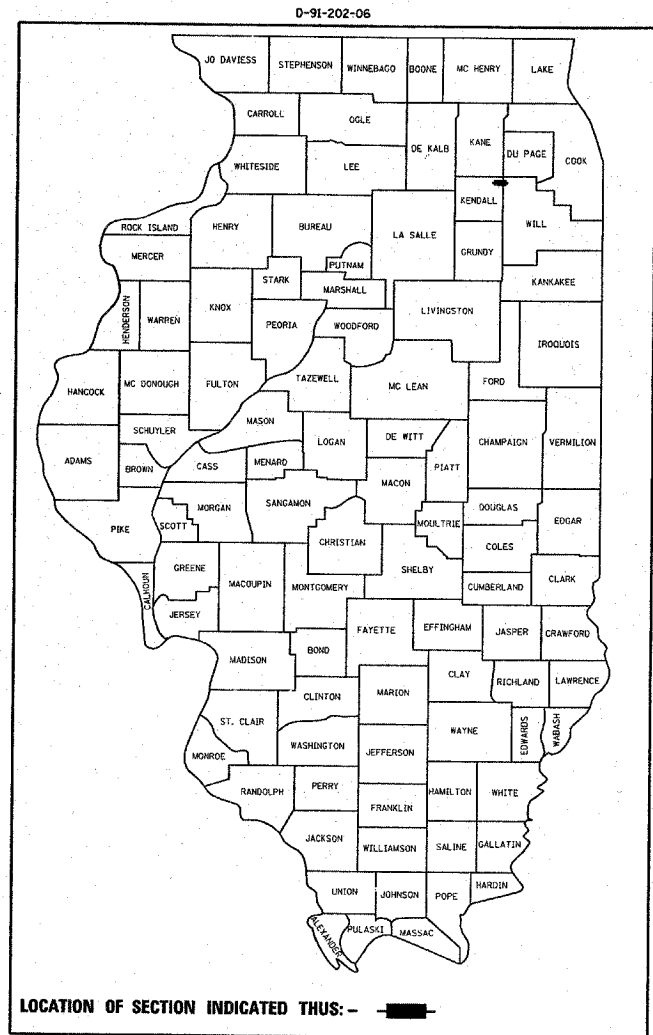 D-91-202-06
JO DAVIESS STEPHENSON WINNEBAGO BOONE MC HENRY LAKE
CARROLL OGLE
DE KALB KANE DU PAGE COOK
WHITESIDE LEE
KENDALL
ROCK ISLAND HENRY BUREAU LA SALLE WILL
MERCER PUTNAM GRUNDY
STARK MARSHALL KANKAKEE
HENDERSON WARREN KNOX PEORIA WOODFORD LIVINGSTON
IROQUOIS
HANCOCK MC DONOUGH FULTON TAZEWELL MC LEAN FORD
MASON
SCHUYLER LOGAN DE WITT CHAMPAIGN VERMILION
ADAMS BROWN CASS MENARD PIATT
MACON
PIKE SCOTT MORGAN SANGAMON MOULTRIE DOUGLAS EDGAR
CHRISTIAN COLES
GREENE SHELBY
CALHOUN MACOUPIN MONTGOMERY CUMBERLAND CLARK
JERSEY
FAYETTE EFFINGHAM JASPER CRAWFORD
MADISON BOND
CLAY RICHLAND LAWRENCE
CLINTON MARION
ST. CLAIR WAYNE EDWARDS WABASH
WASHINGTON JEFFERSON
MONROE
RANDOLPH PERRY HAMILTON WHITE
FRANKLIN
JACKSON WILLIAMSON SALINE GALLATIN
UNION JOHNSON POPE HARDIN
ALEXANDER PULASKI MASSAC
LOCATION OF SECTION INDICATED THUS: -